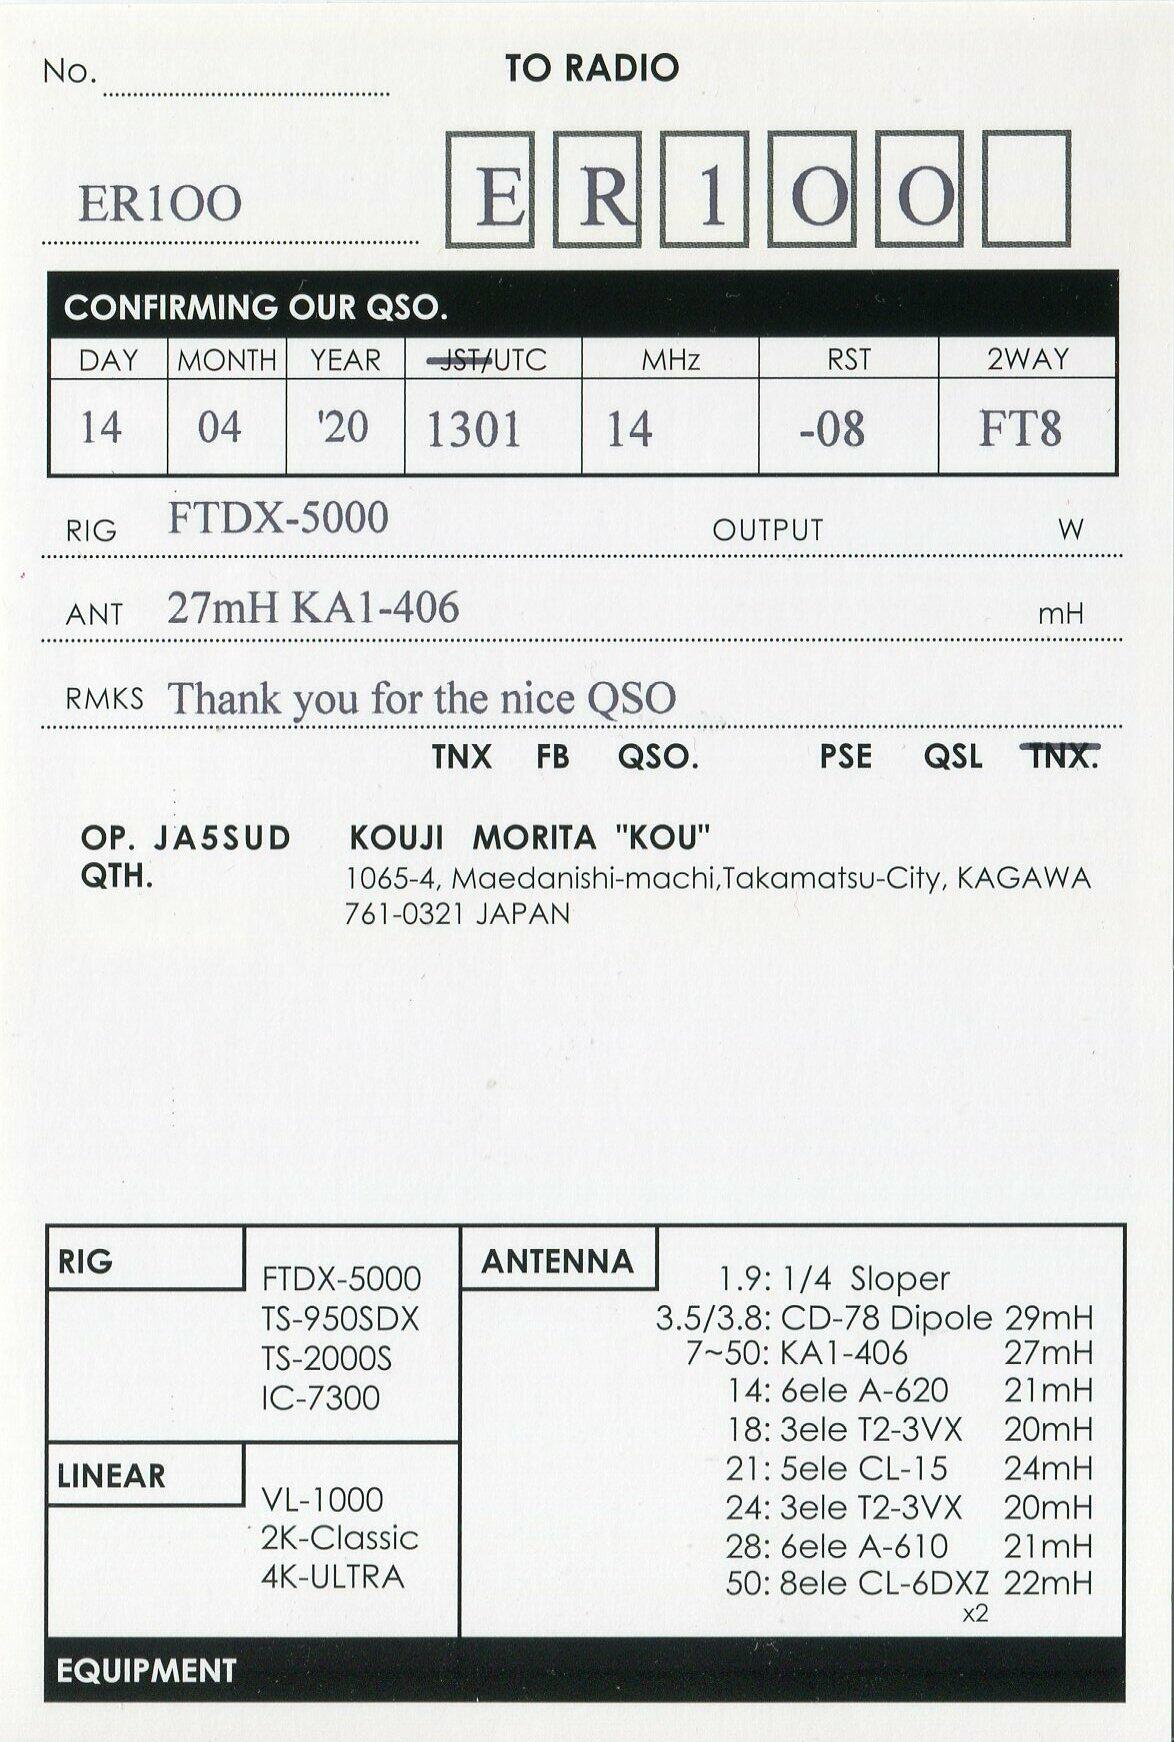 No. TO RADIO
ER1OO E R 1 O O
CONFIRMING OUR QSO.
DAY MONTH YEAR JST/UTC MHz RST 2WAY
14 04 '20 1301 14 -08 FT8
RIG FTDX-5000 OUTPUT W
ANT 27mH KA1-406 mH
RMKS Thank you for the nice QSO
TNX FB QSO. PSE QSL TNX.
OP. JA5SUD KOUJI MORITA "KOU"
QTH. 1065-4, Maedanishi-machi,Takamatsu-City, KAGAWA
761-0321 JAPAN
RIG
FTDX-5000
TS-950SDX
TS-2000S
IC-7300
LINEAR
VL-1000
2K-Classic
4K-ULTRA
ANTENNA
1.9: 1/4 Sloper
3.5/3.8: CD-78 Dipole 29mH
7~50: KA1-406 27mH
14: 6ele A-620 21mH
18: 3ele T2-3VX 20mH
21: 5ele CL-15 24mH
24: 3ele T2-3VX 20mH
28: 6ele A-610 21mH
50: 8ele CL-6DXZ 22mH
x2
EQUIPMENT